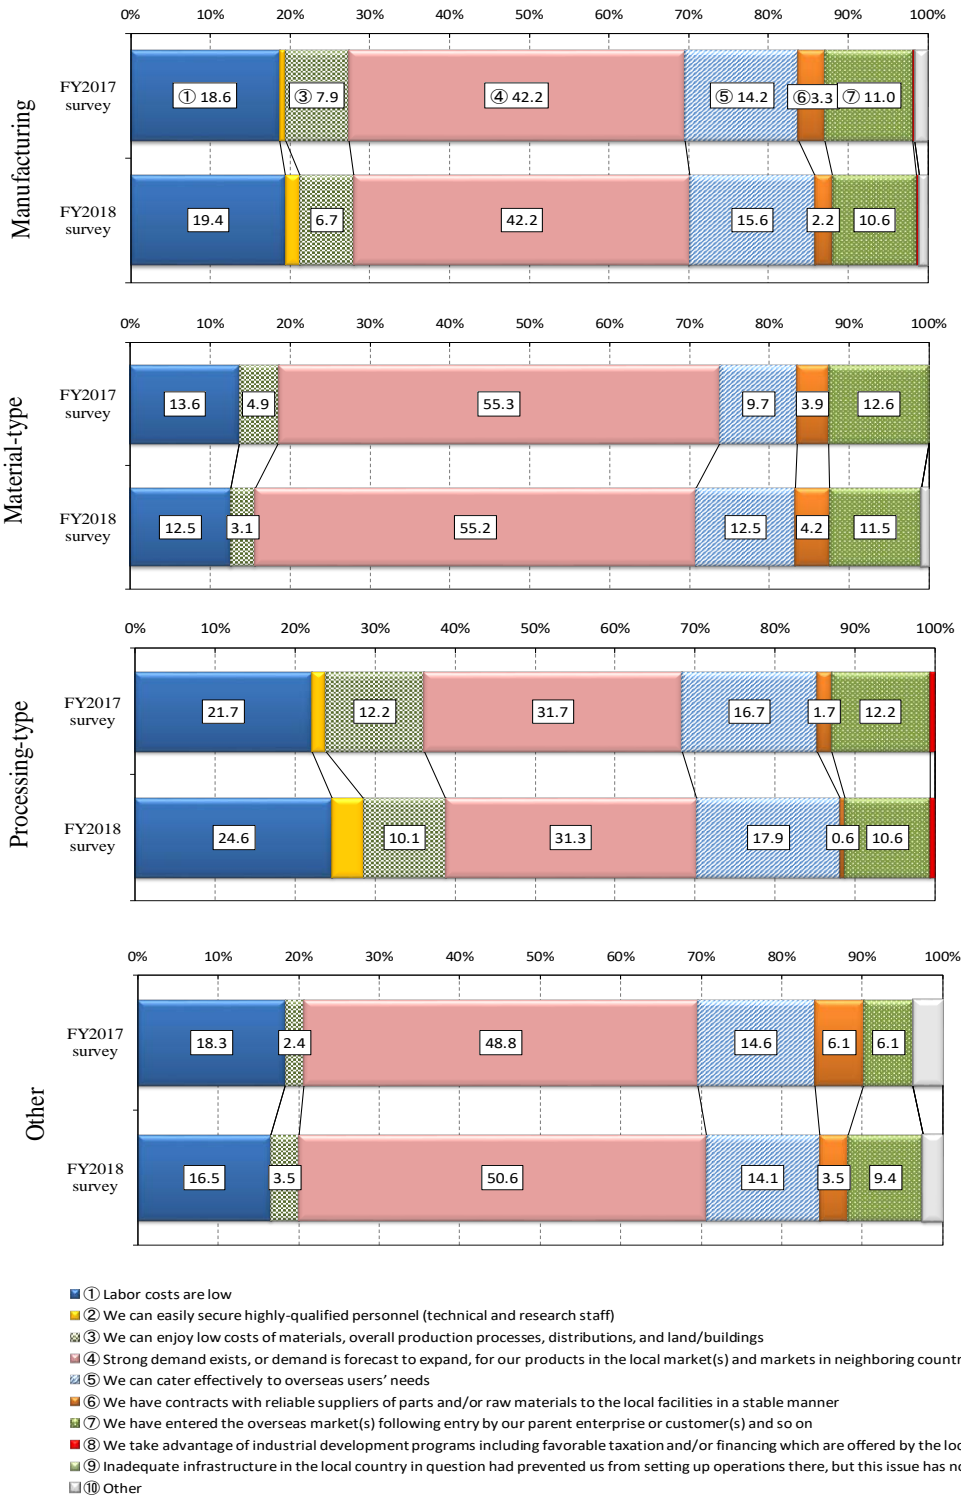 0% 10% 20% 30% 40% 50% 60% 70% 80% 90% 100%
Manufacturing
FY2017 survey
① 18.6 ③ 7.9 ④ 42.2 ⑤ 14.2 ⑥3.3 ⑦ 11.0
FY2018 survey
19.4 6.7 42.2 15.6 2.2 10.6
0% 10% 20% 30% 40% 50% 60% 70% 80% 90% 100%
Material-type
FY2017 survey
13.6 4.9 55.3 9.7 3.9 12.6
FY2018 survey
12.5 3.1 55.2 12.5 4.2 11.5
0% 10% 20% 30% 40% 50% 60% 70% 80% 90% 100%
Processing-type
FY2017 survey
21.7 12.2 31.7 16.7 1.7 12.2
FY2018 survey
24.6 10.1 31.3 17.9 0.6 10.6
0% 10% 20% 30% 40% 50% 60% 70% 80% 90% 100%
Other
FY2017 survey
18.3 2.4 48.8 14.6 6.1 6.1
FY2018 survey
16.5 3.5 50.6 14.1 3.5 9.4
① Labor costs are low
② We can easily secure highly-qualified personnel (technical and research staff)
③ We can enjoy low costs of materials, overall production processes, distributions, and land/buildings
④ Strong demand exists, or demand is forecast to expand, for our products in the local market(s) and markets in neighboring countr
⑤ We can cater effectively to overseas users' needs
⑥ We have contracts with reliable suppliers of parts and/or raw materials to the local facilities in a stable manner
⑦ We have entered the overseas market(s) following entry by our parent enterprise or customer(s) and so on
⑧ We take advantage of industrial development programs including favorable taxation and/or financing which are offered by the loc
⑨ Inadequate infrastructure in the local country in question had prevented us from setting up operations there, but this issue has n
⑩ Other